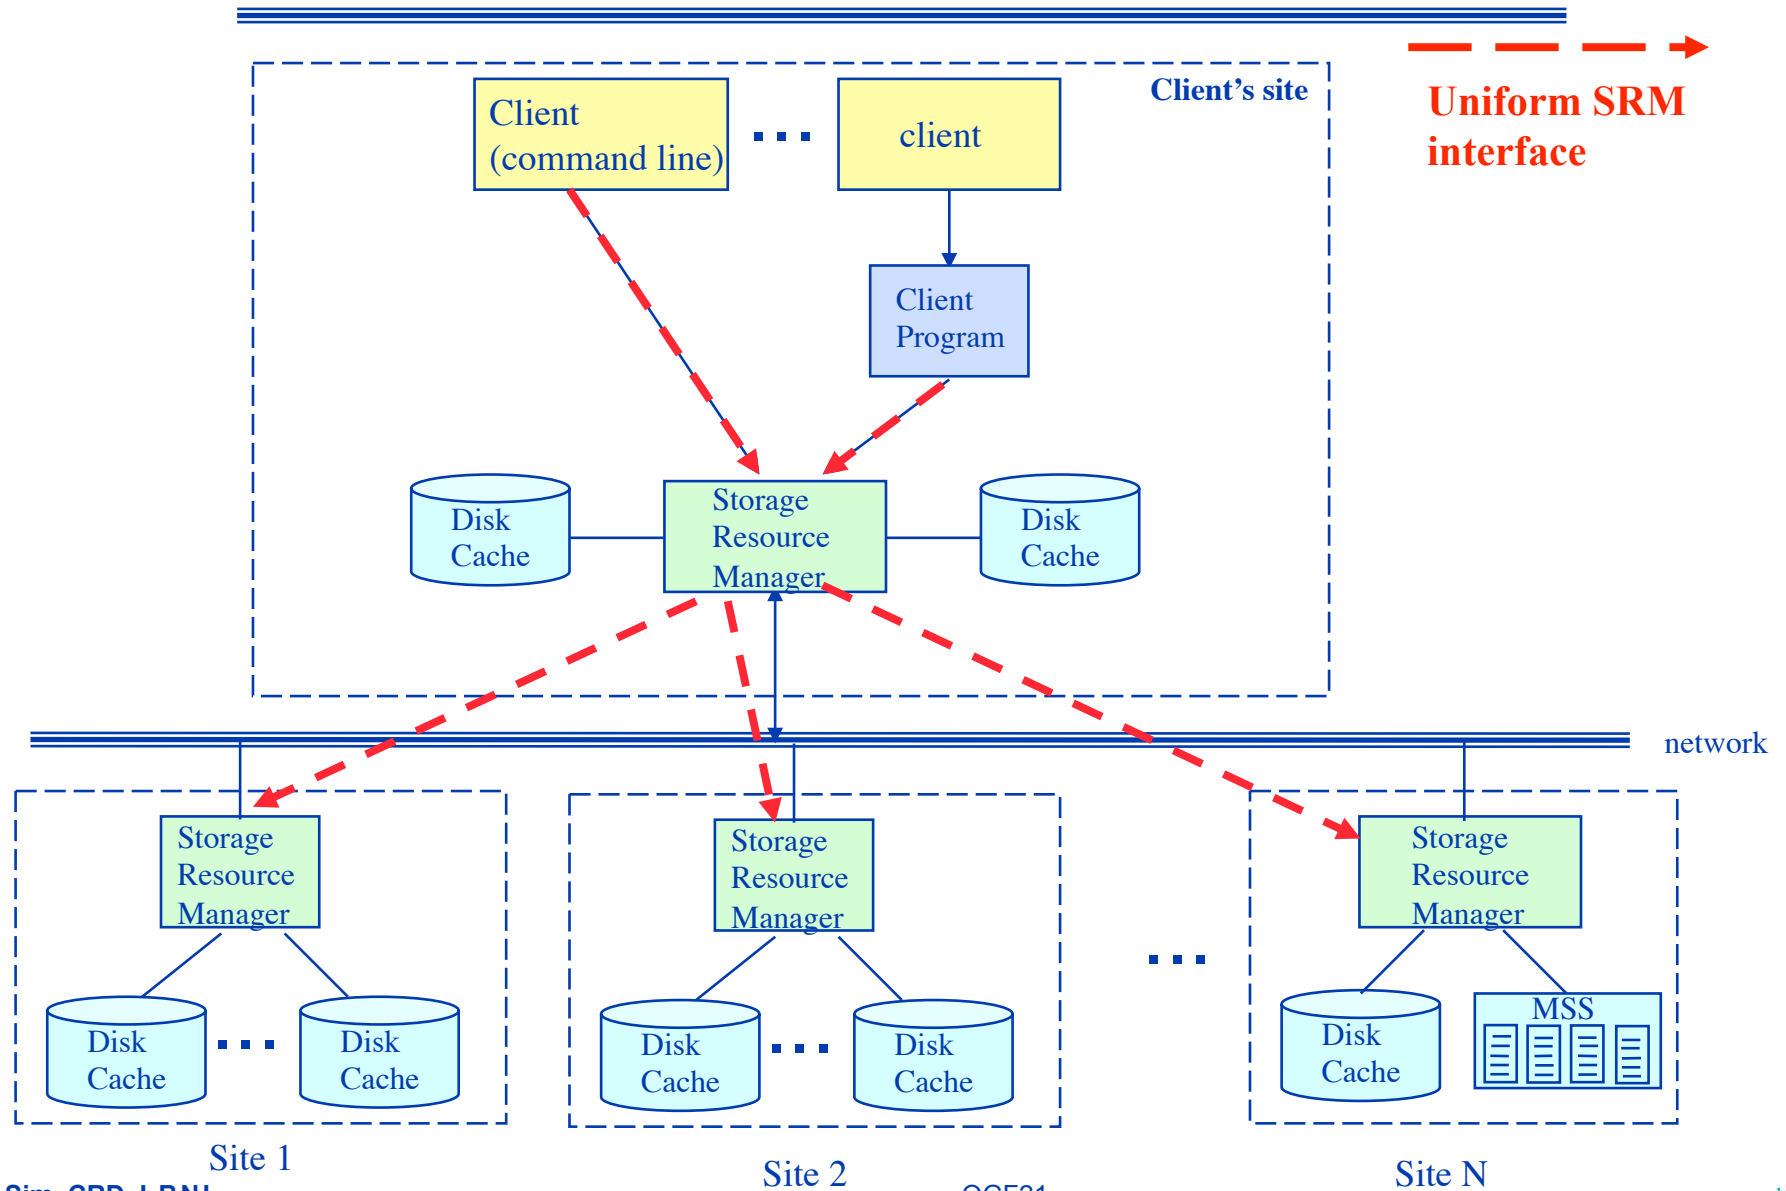 Client's site
Uniform SRM
interface
Client
(command line)
client
Client
Program
Disk
Cache
Storage
Resource
Manager
Disk
Cache
network
Storage
Resource
Manager
Storage
Resource
Manager
Storage
Resource
Manager
Disk
Cache
Disk
Cache
Disk
Cache
Disk
Cache
Disk
Cache
MSS
Site 1
Site 2
Site N